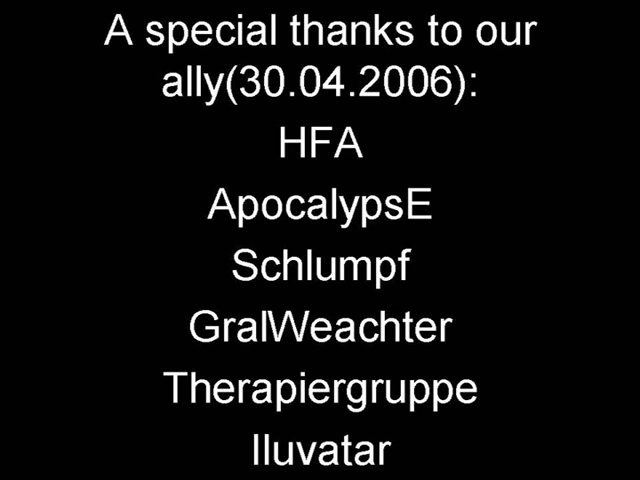 A special thanks to our
ally(30.04.2006):
HFA
ApocalypsE
Schlumpf
GralWeachter
Therapiergruppe
Iluvatar